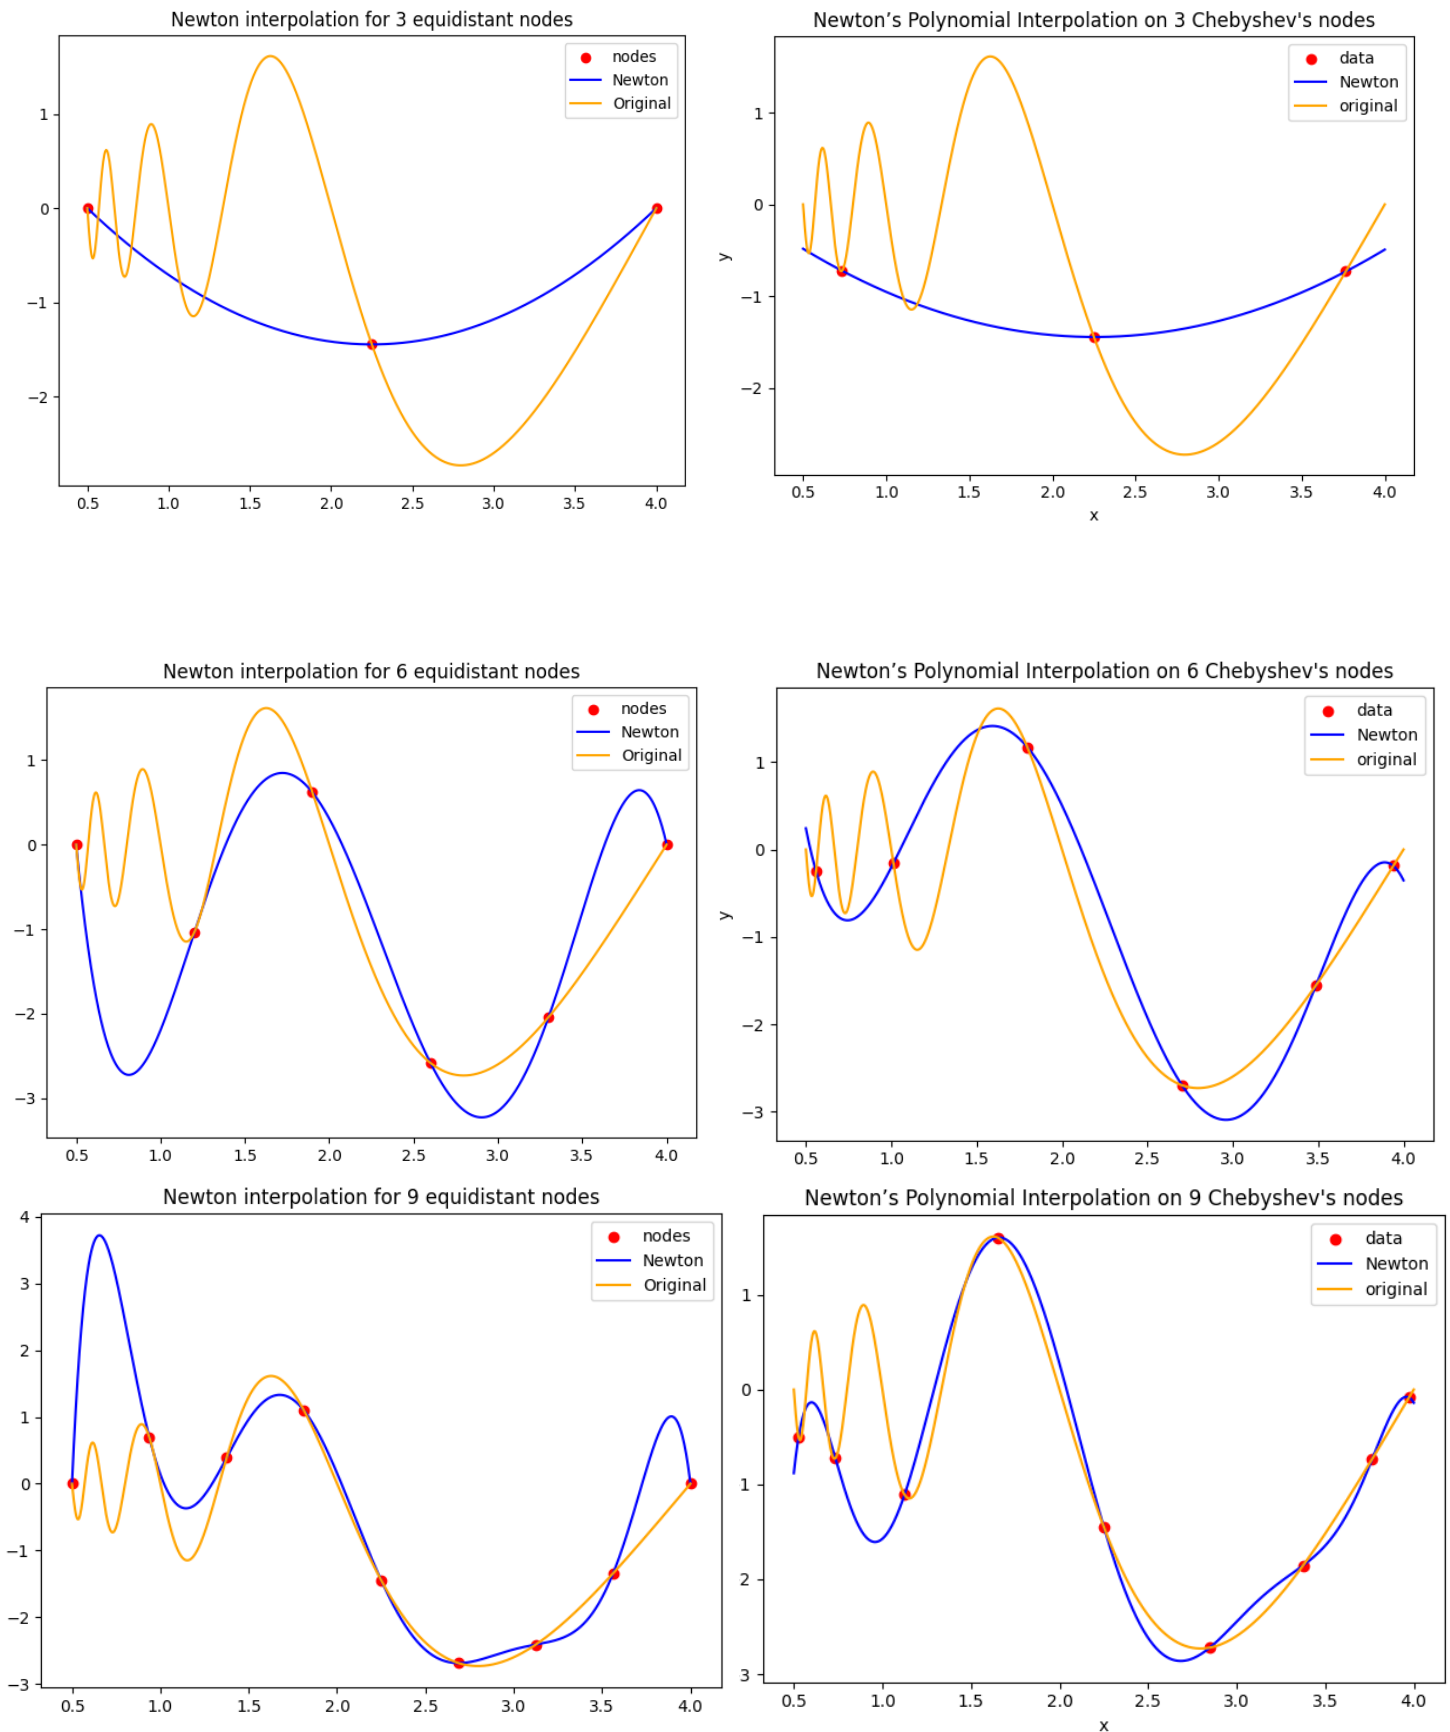 Newton interpolation for 3 equidistant nodes
nodes
Newton
Original
1
0
−1
−2
0.5 1.0 1.5 2.0 2.5 3.0 3.5 4.0
Newton’s Polynomial Interpolation on 3 Chebyshev's nodes
data
Newton
original
1
0
−1
−2
y
0.5 1.0 1.5 2.0 2.5 3.0 3.5 4.0
x
Newton interpolation for 6 equidistant nodes
nodes
Newton
Original
1
0
−1
−2
−3
0.5 1.0 1.5 2.0 2.5 3.0 3.5 4.0
Newton’s Polynomial Interpolation on 6 Chebyshev's nodes
data
Newton
original
1
0
−1
−2
−3
y
0.5 1.0 1.5 2.0 2.5 3.0 3.5 4.0
Newton interpolation for 9 equidistant nodes
nodes
Newton
Original
4
3
2
1
0
−1
−2
−3
0.5 1.0 1.5 2.0 2.5 3.0 3.5 4.0
Newton’s Polynomial Interpolation on 9 Chebyshev's nodes
data
Newton
original
1
0
1
2
3
0.5 1.0 1.5 2.0 2.5 3.0 3.5 4.0
x